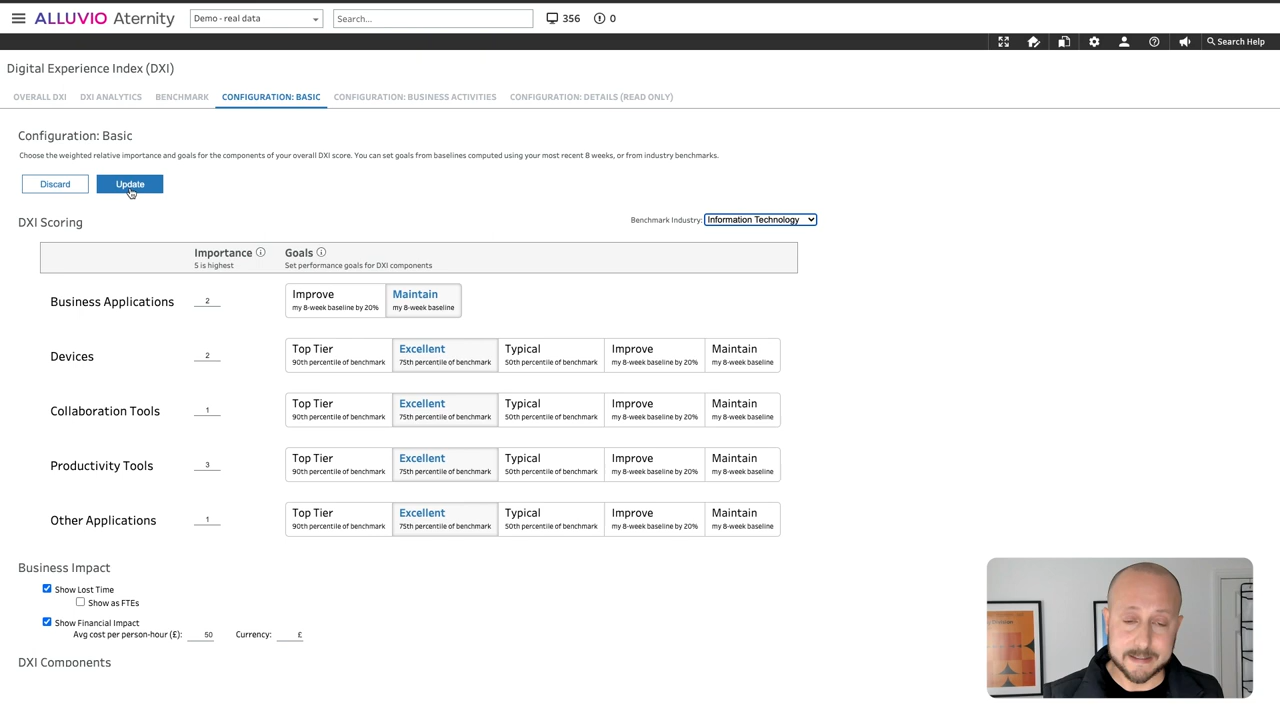 ALLUVIO Aternity Demo - real data Search... 356 0
Search Help
Digital Experience Index (DXI)
OVERALL DXI DXI ANALYTICS BENCHMARK CONFIGURATION: BASIC CONFIGURATION: BUSINESS ACTIVITIES CONFIGURATION: DETAILS (READ ONLY)
Configuration: Basic
Choose the weighted relative importance and goals for the components of your overall DXI score. You can set goals from baselines computed using your most recent 8 weeks, or from industry benchmarks.
Discard Update
DXI Scoring Benchmark Industry: Information Technology
Importance Goals
5 is highest Set performance goals for DXI components
Business Applications 2 Improve Maintain
my 8-week baseline by 20% my 8-week baseline
Devices 2 Top Tier Excellent Typical Improve Maintain
90th percentile of benchmark 75th percentile of benchmark 50th percentile of benchmark my 8-week baseline by 20% my 8-week baseline
Collaboration Tools 1 Top Tier Excellent Typical Improve Maintain
90th percentile of benchmark 75th percentile of benchmark 50th percentile of benchmark my 8-week baseline by 20% my 8-week baseline
Productivity Tools 3 Top Tier Excellent Typical Improve Maintain
90th percentile of benchmark 75th percentile of benchmark 50th percentile of benchmark my 8-week baseline by 20% my 8-week baseline
Other Applications 1 Top Tier Excellent Typical Improve Maintain
90th percentile of benchmark 75th percentile of benchmark 50th percentile of benchmark my 8-week baseline by 20% my 8-week baseline
Business Impact
Show Lost Time
Show as FTEs
Show Financial Impact
Avg cost per person-hour (£): 50 Currency: £
DXI Components